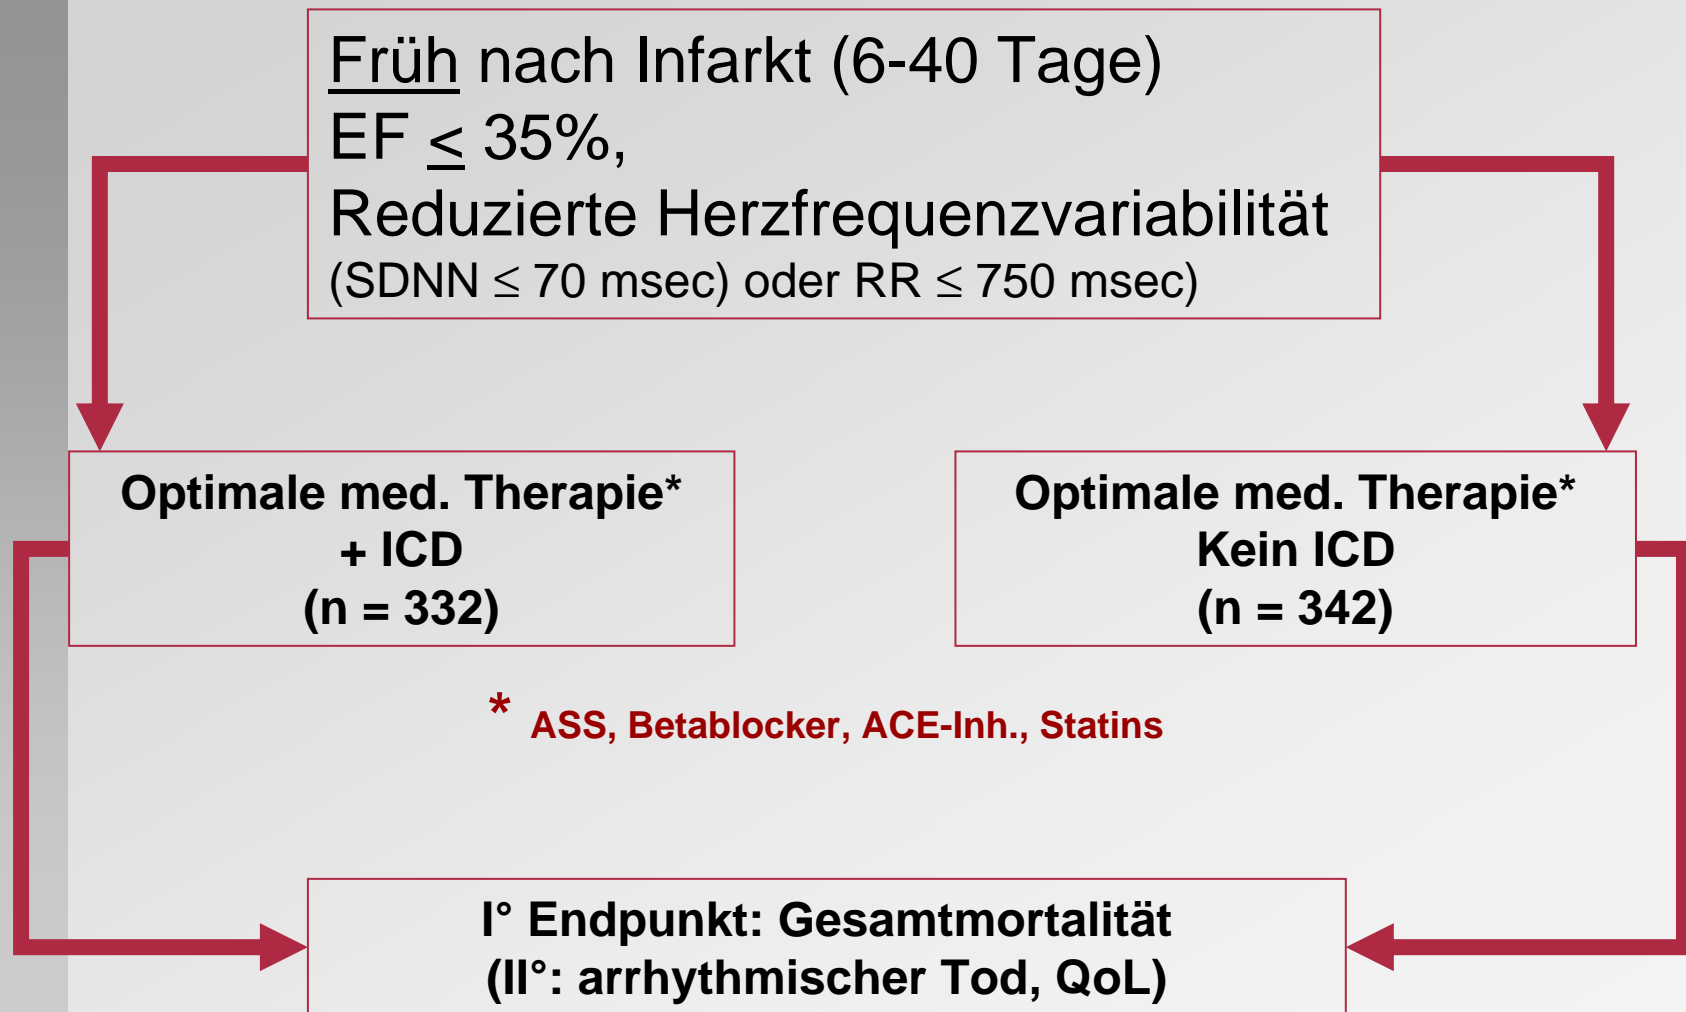 Früh nach Infarkt (6-40 Tage)
EF ≤ 35%,
Reduzierte Herzfrequenzvariabilität
(SDNN ≤ 70 msec) oder RR ≤ 750 msec)
Optimale med. Therapie*
+ ICD
(n = 332)
Optimale med. Therapie*
Kein ICD
(n = 342)
* ASS, Betablocker, ACE-Inh., Statins
I° Endpunkt: Gesamtmortalität
(II°: arrhythmischer Tod, QoL)